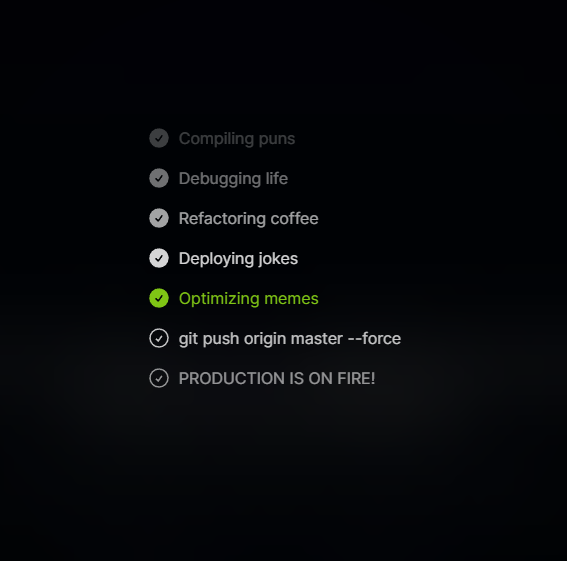 Compiling puns
Debugging life
Refactoring coffee
Deploying jokes
Optimizing memes
git push origin master --force
PRODUCTION IS ON FIRE!